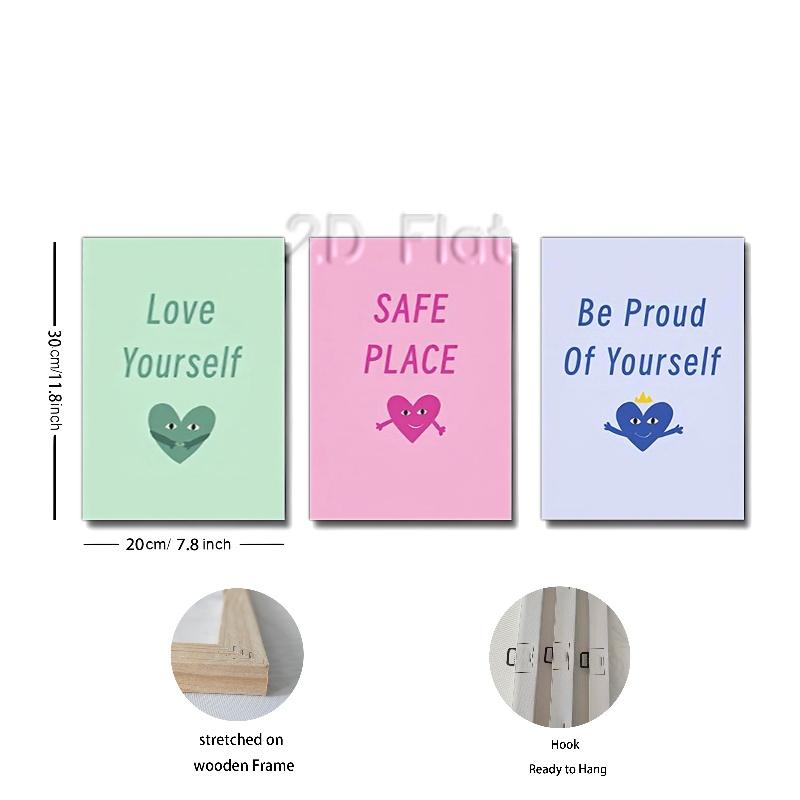 2D Flat
Love
Yourself
SAFE
PLACE
Be Proud
Of Yourself
30cm/11.8inch
20cm/ 7.8 inch
stretched on
wooden Frame
Hook
Ready to Hang